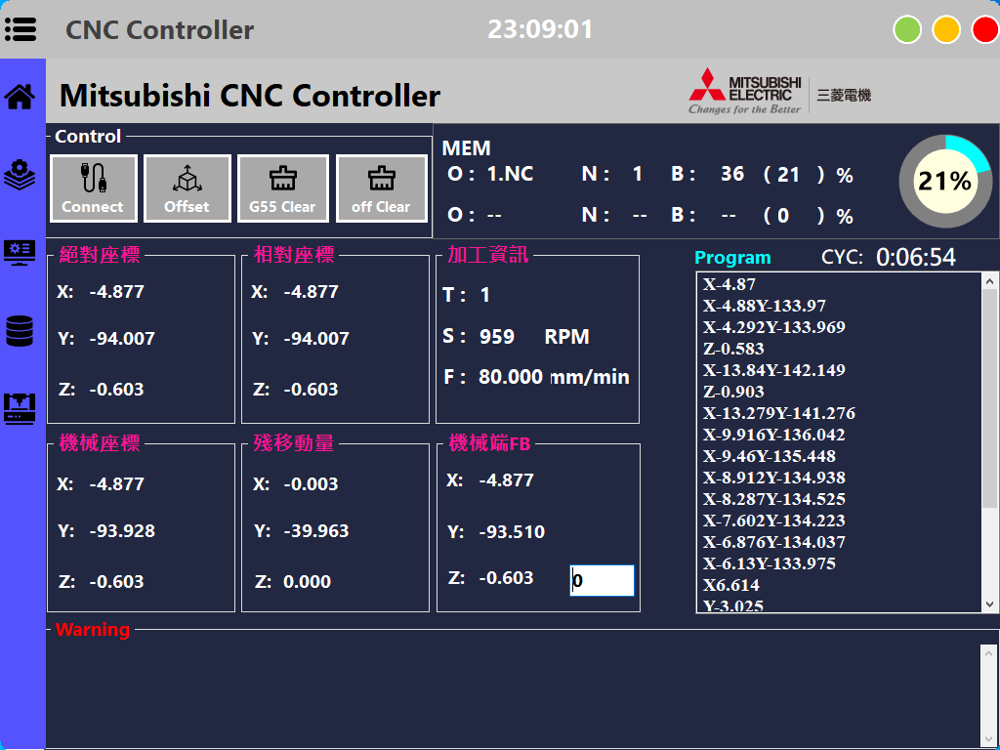 CNC Controller 23:09:01
Mitsubishi CNC Controller
MITSUBISHI ELECTRIC
Changes for the Better
三菱電機
Control
Connect
Offset
G55 Clear
off Clear
MEM
O : 1.NC N : 1 B : 36 ( 21 ) %
O : -- N : -- B : -- ( 0 ) %
21%
絕對座標
X: -4.877
Y: -94.007
Z: -0.603
相對座標
X: -4.877
Y: -94.007
Z: -0.603
加工資訊
T : 1
S : 959 RPM
F : 80.000 mm/min
機械座標
X: -4.877
Y: -93.928
Z: -0.603
殘移動量
X: -0.003
Y: -39.963
Z: 0.000
機械端FB
X: -4.877
Y: -93.510
Z: -0.603 0
Program CYC: 0:06:54
X-4.87
X-4.88Y-133.97
X-4.292Y-133.969
Z-0.583
X-13.84Y-142.149
Z-0.903
X-13.279Y-141.276
X-9.916Y-136.042
X-9.46Y-135.448
X-8.912Y-134.938
X-8.287Y-134.525
X-7.602Y-134.223
X-6.876Y-134.037
X-6.13Y-133.975
X6.614
Y-3.025
Warning